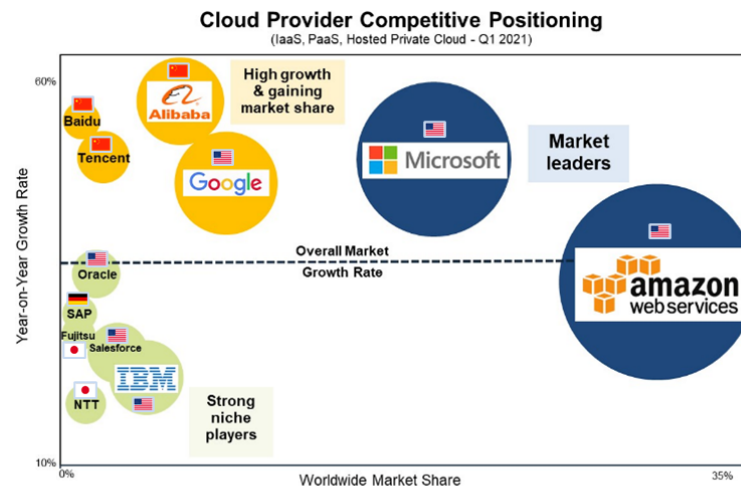 Cloud Provider Competitive Positioning
(IaaS, PaaS, Hosted Private Cloud - Q1 2021)
Year-on-Year Growth Rate
60%
10%
Baidu
Tencent
Alibaba
Google
High growth
& gaining
market share
Microsoft
Market
leaders
Overall Market
Growth Rate
Oracle
SAP
Fujitsu
Salesforce
IBM
NTT
Strong
niche
players
amazon
webservices
0%
Worldwide Market Share
35%